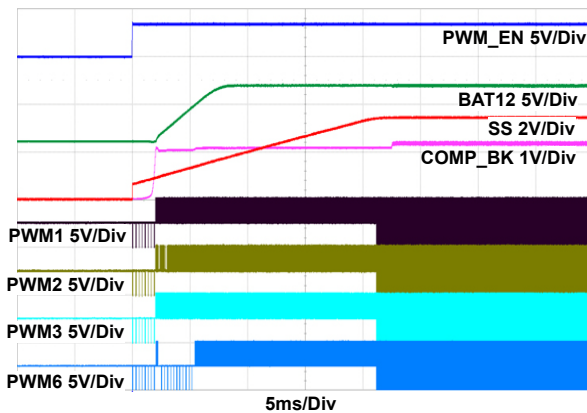 PWM_EN 5V/Div
BAT12 5V/Div
SS 2V/Div
COMP_BK 1V/Div
PWM1 5V/Div
PWM2 5V/Div
PWM3 5V/Div
PWM6 5V/Div
5ms/Div